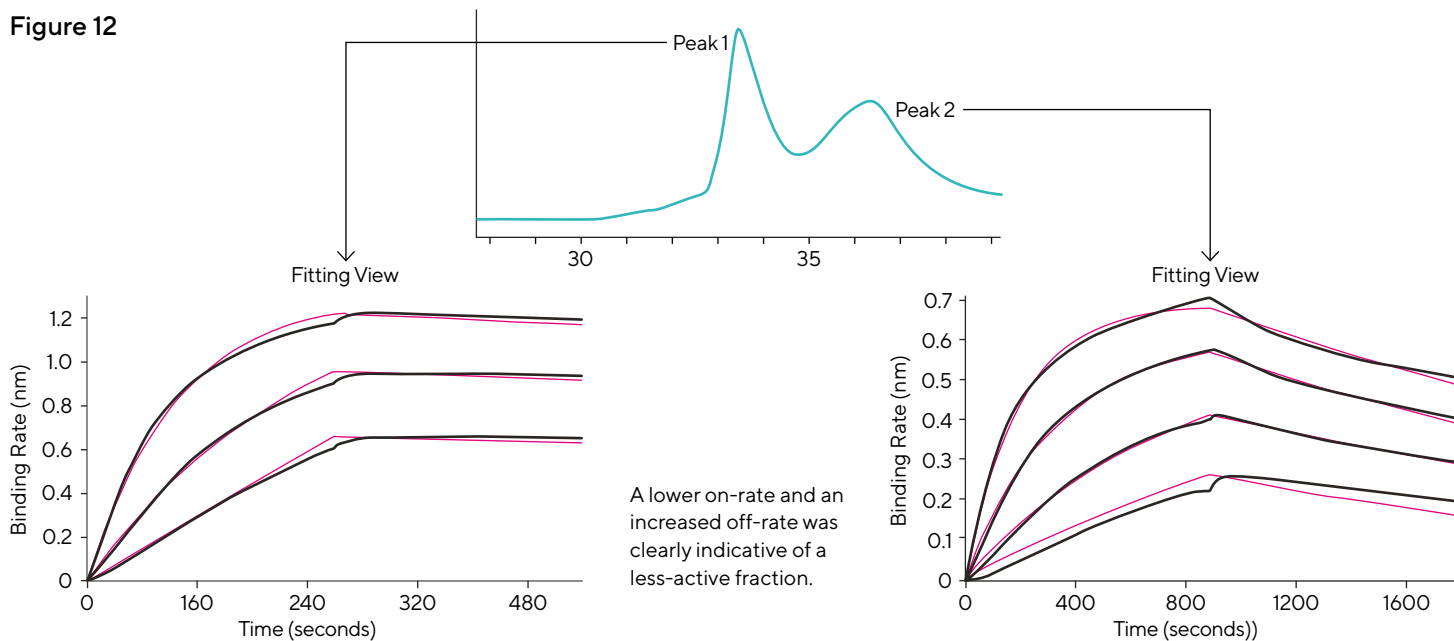 Figure 12
Peak 1
Peak 2
30
35
Fitting View
1.2
1.0
0.8
0.6
0.4
0.2
0
Binding Rate (nm)
0
160
240
320
480
Time (seconds)
A lower on-rate and an
increased off-rate was
clearly indicative of a
less-active fraction.
Fitting View
0.7
0.6
0.5
0.4
0.3
0.2
0.1
0
Binding Rate (nm)
0
400
800
1200
1600
Time (seconds))